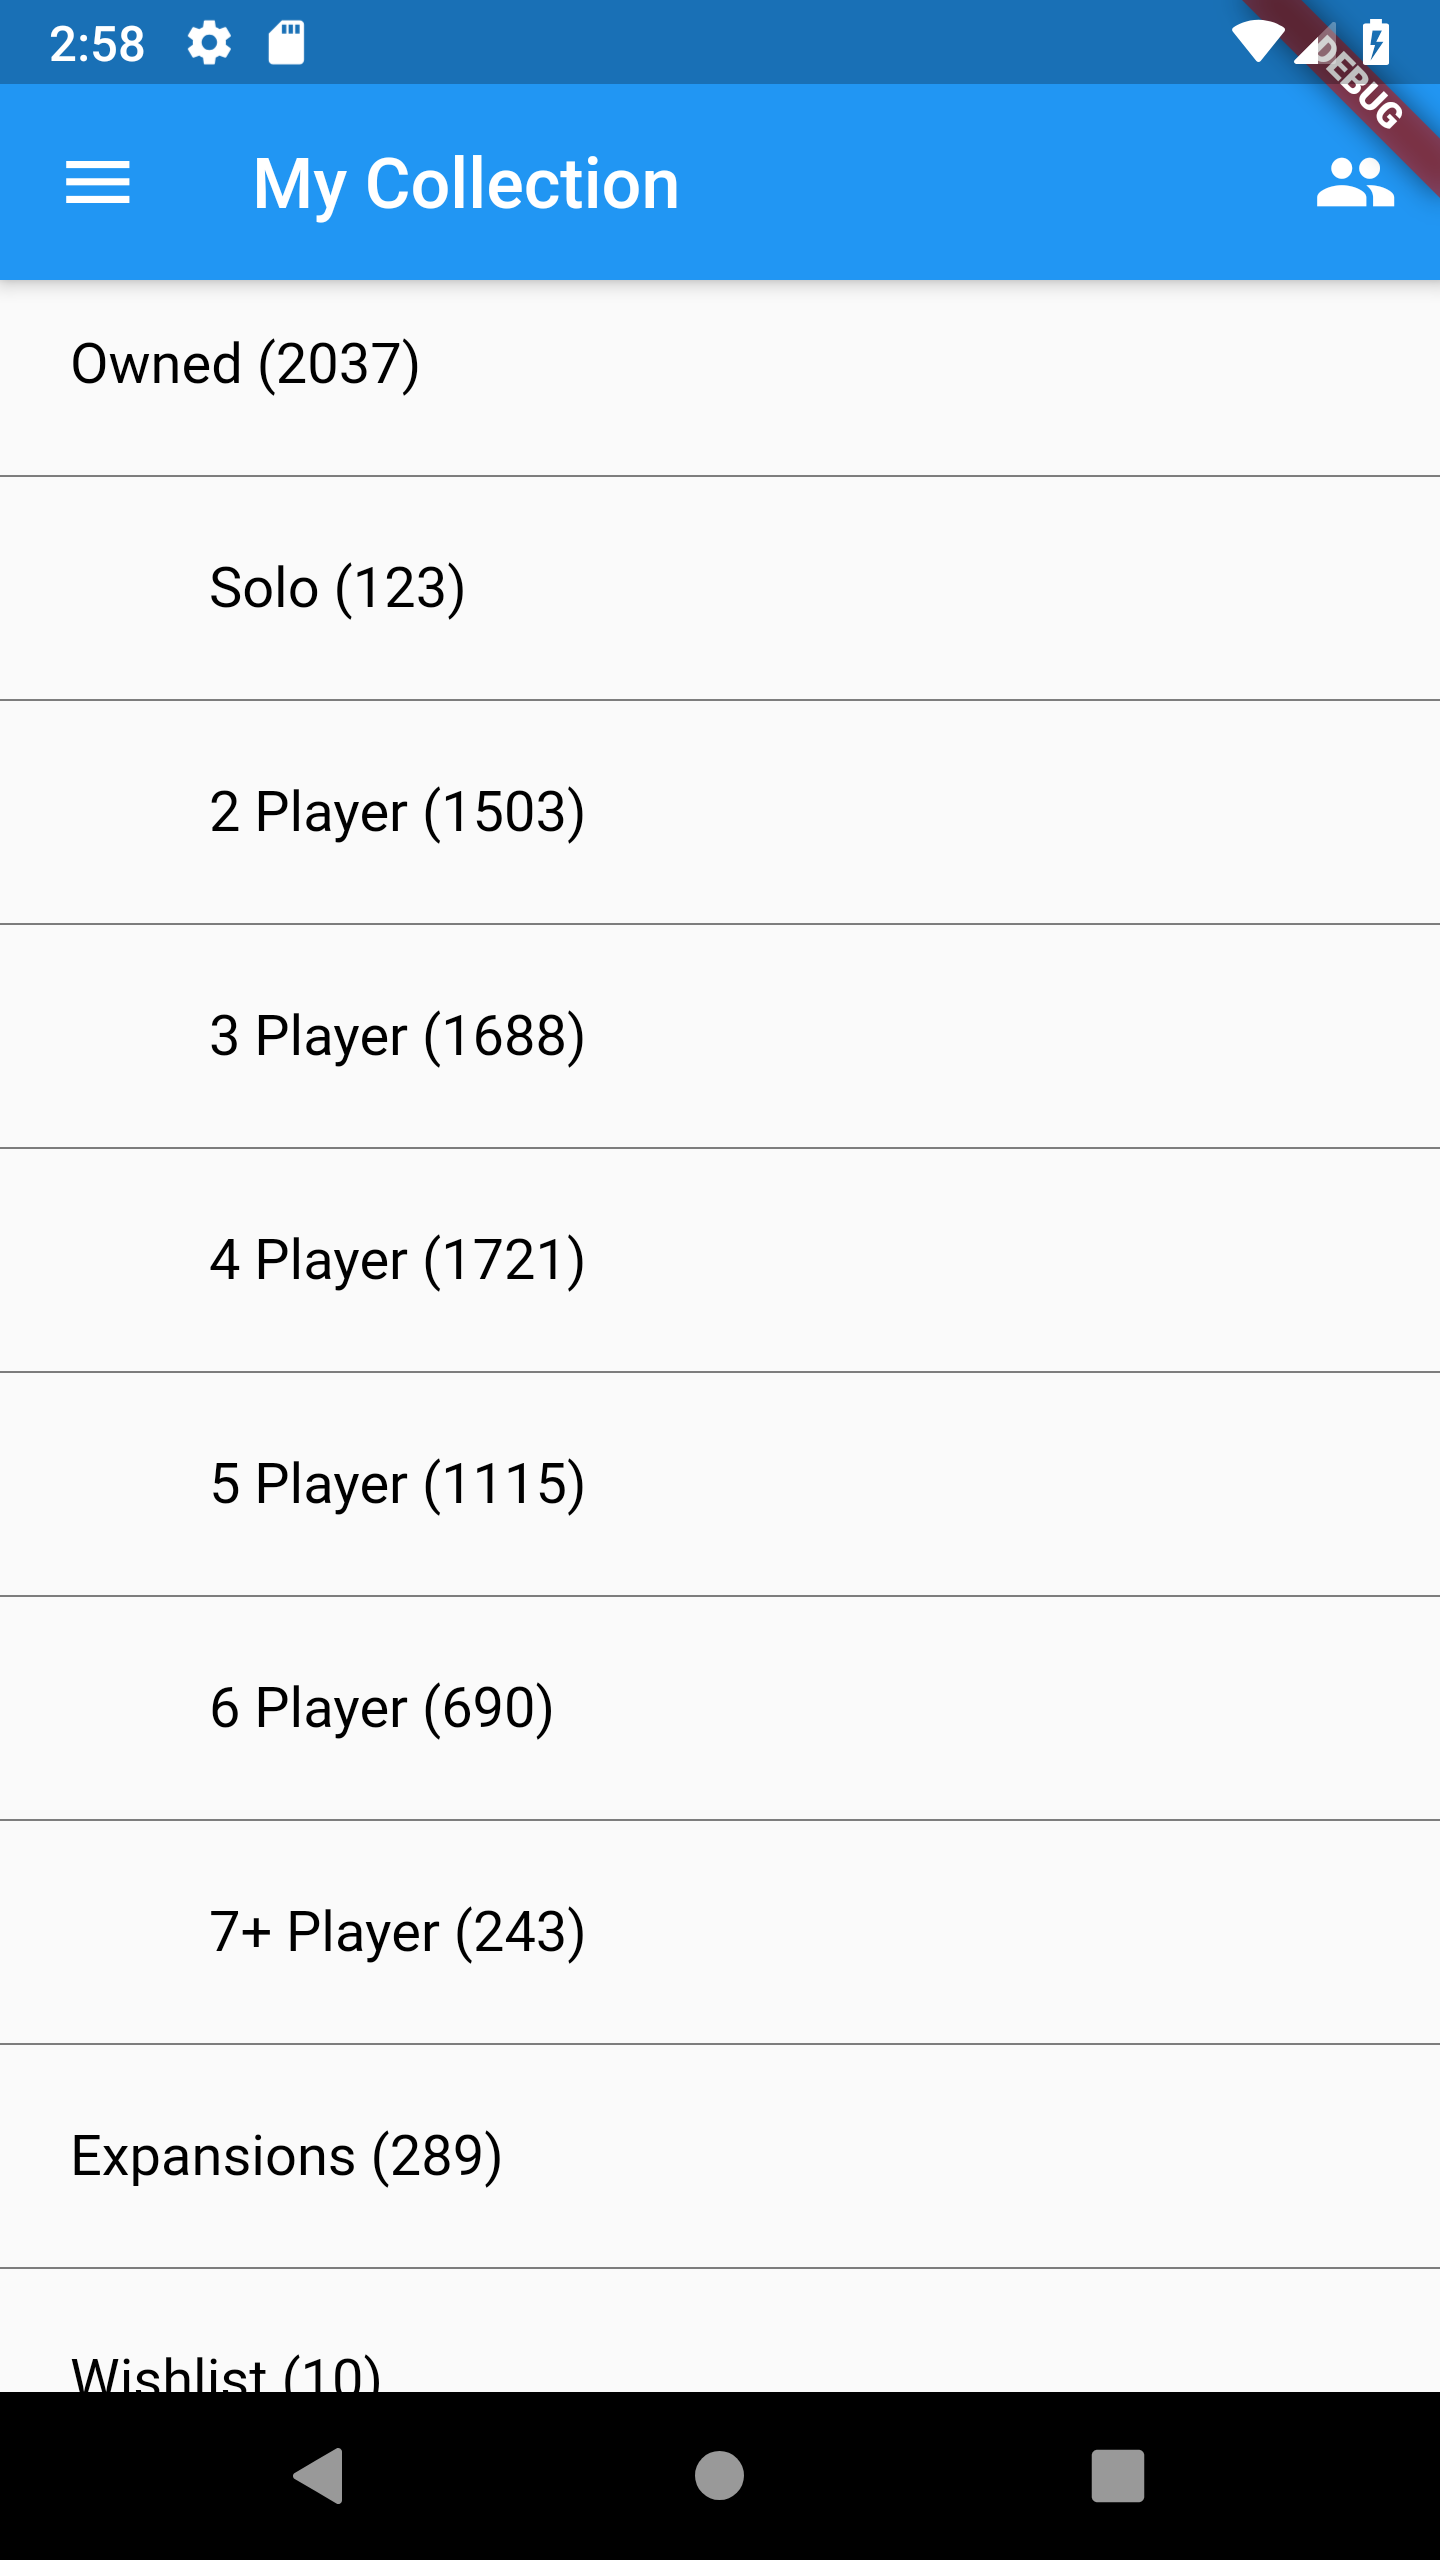 2:58
DEBUG
My Collection
Owned (2037)
Solo (123)
2 Player (1503)
3 Player (1688)
4 Player (1721)
5 Player (1115)
6 Player (690)
7+ Player (243)
Expansions (289)
Wishlist (10)